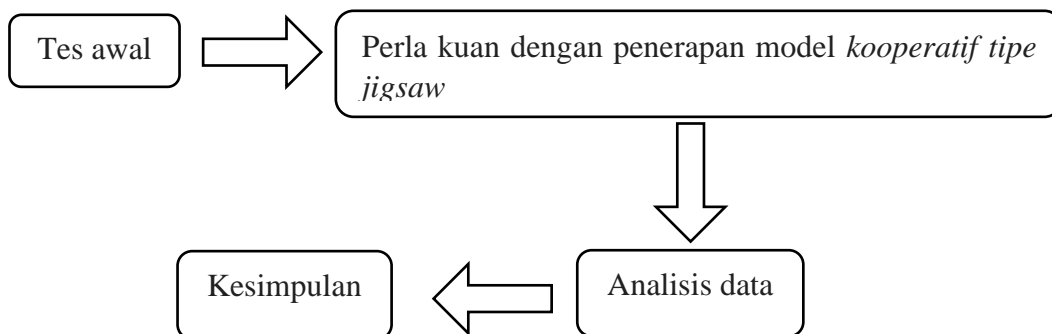 Tes awal
Perla kuan dengan penerapan model kooperatif tipe
jigsaw
Kesimpulan
Analisis data